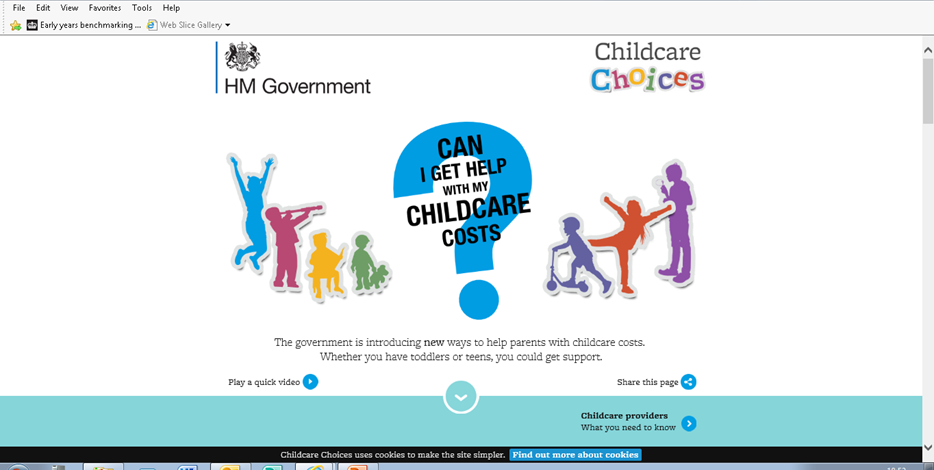 File Edit View Favorites Tools Help
Early years benchmarking ... Web Slice Gallery
HM Government
Childcare
Choices
CAN
I GET HELP
WITH MY
CHILDCARE
COSTS
The government is introducing new ways to help parents with childcare costs.
Whether you have toddlers or teens, you could get support.
Play a quick video
Share this page
Childcare providers
What you need to know
Childcare Choices uses cookies to make the site simpler. Find out more about cookies